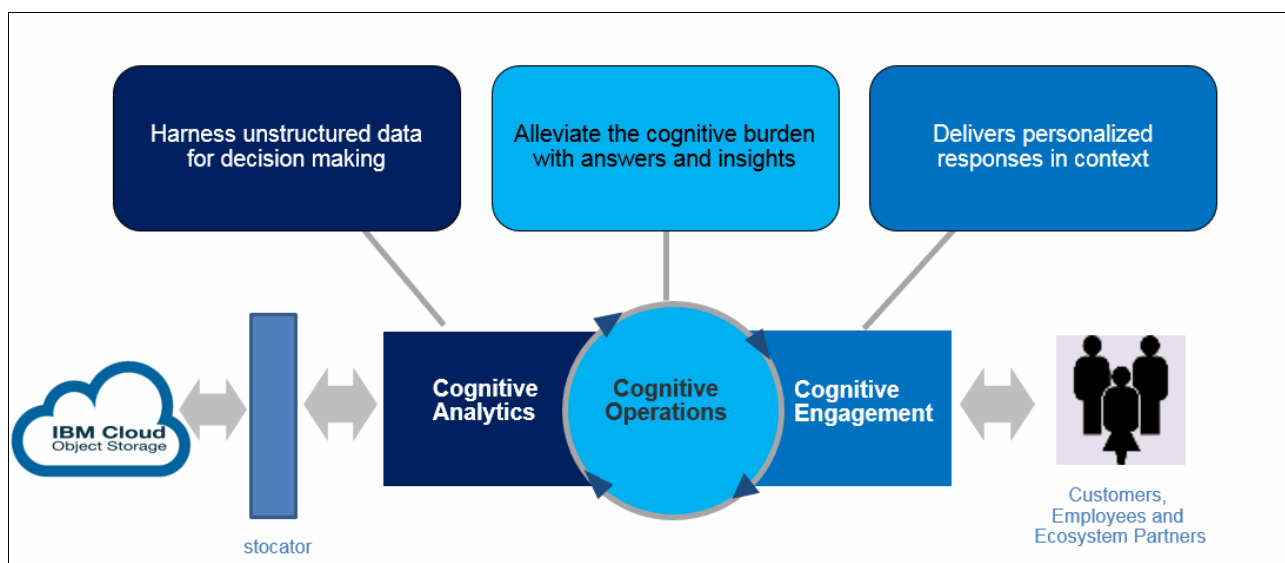 Harness unstructured data
for decision making
Alleviate the cognitive burden
with answers and insights
Delivers personalized
responses in context
IBM Cloud
Object Storage
stocator
Cognitive
Analytics
Cognitive
Operations
Cognitive
Engagement
Customers,
Employees and
Ecosystem Partners